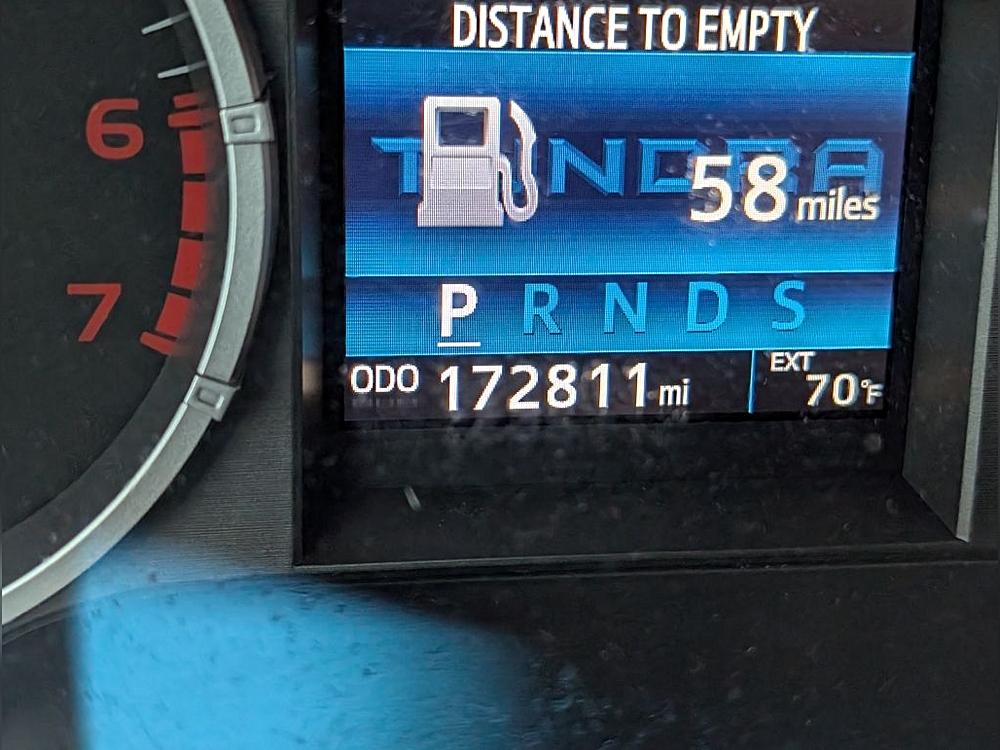 DISTANCE TO EMPTY
TUNDRA
58 miles
P R N D S
ODO 172811 mi
EXT
70°F
6
7